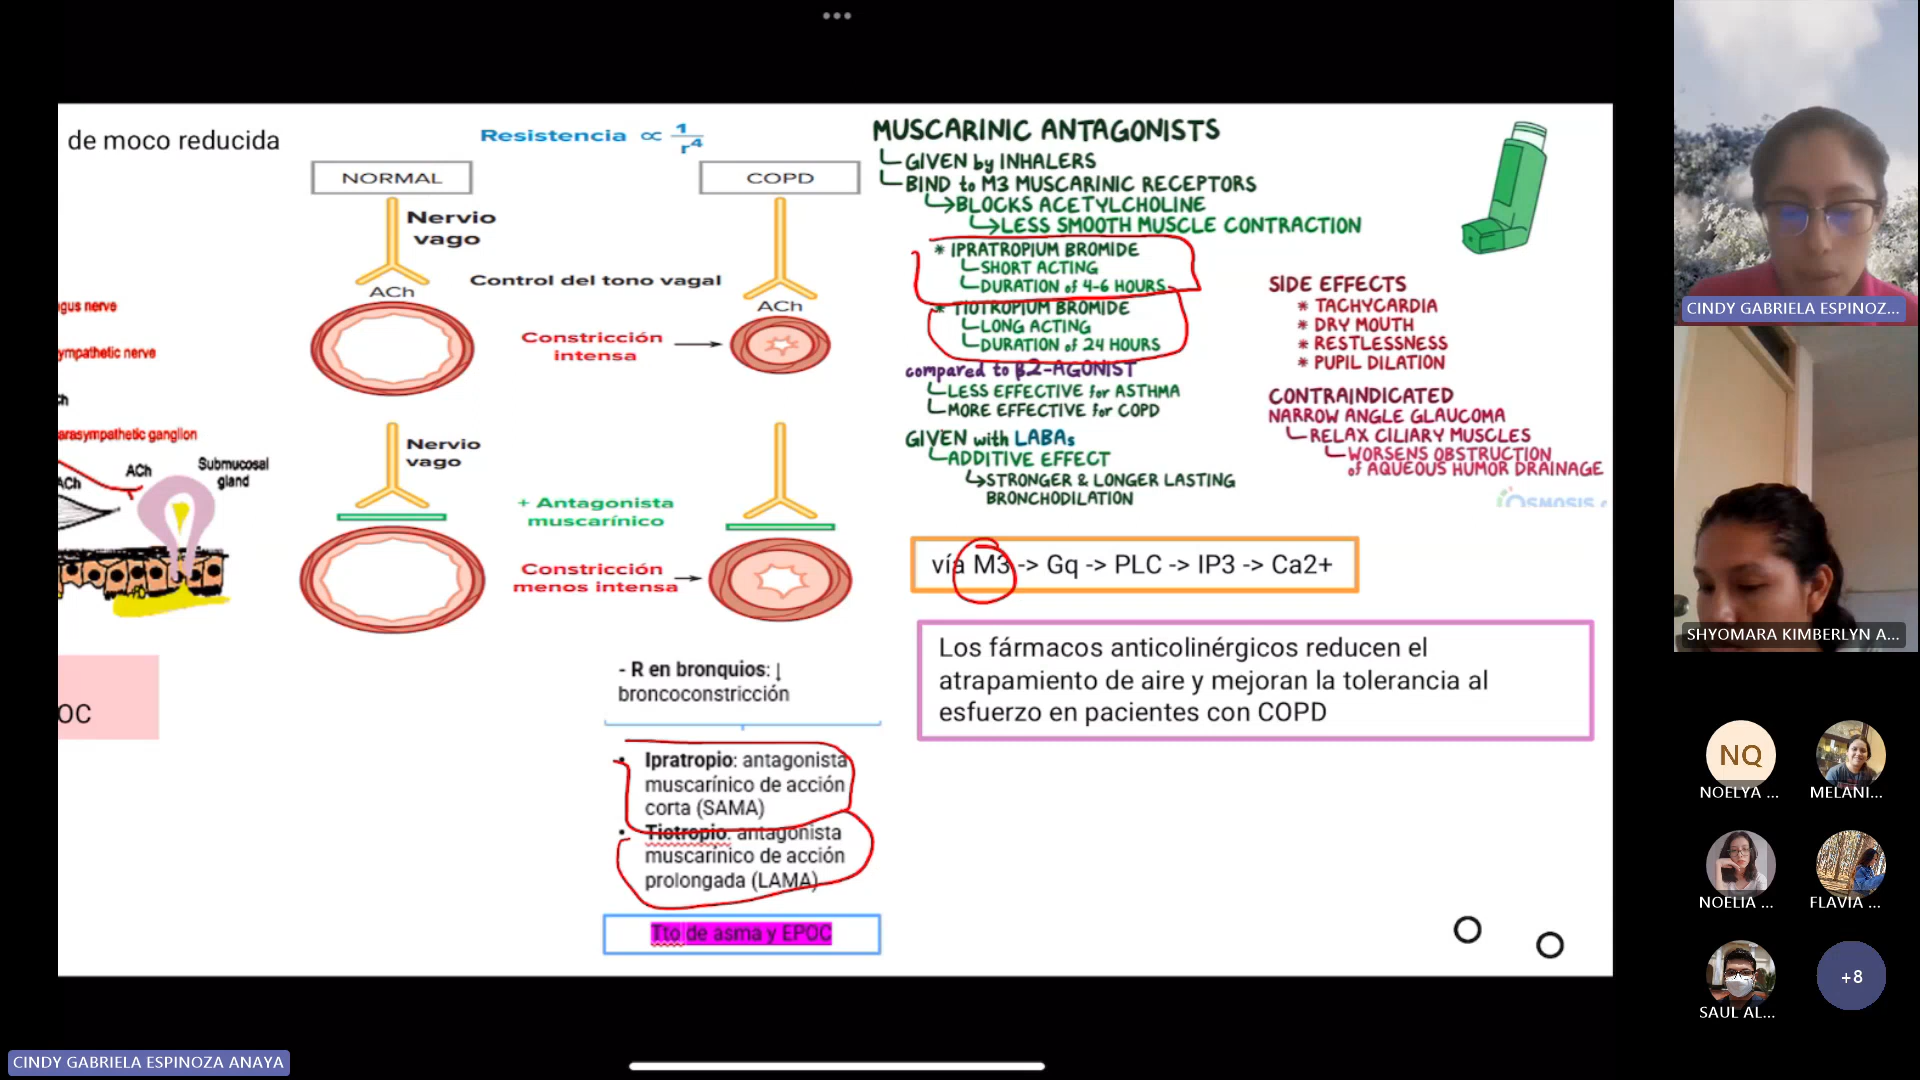 de moco reducida
Resistencia ∝ 1/r⁴
NORMAL
COPD
Nervio
vago
Control del tono vagal
ACh
ACh
Constricción
intensa
Nervio
vago
+ Antagonista
muscarínico
Constricción
menos intensa
gus nerve
ympathetic nerve
ch
arasympathetic ganglion
ACh
ACh
Submucosal
gland
OC
- R en bronquios: ↓
broncoconstricción
• Ipratropio: antagonista
muscarínico de acción
corta (SAMA)
• Tiotropio: antagonista
muscarínico de acción
prolongada (LAMA)
Tto de asma y EPOC
MUSCARINIC ANTAGONISTS
GIVEN by INHALERS
BIND to M3 MUSCARINIC RECEPTORS
BLOCKS ACETYLCHOLINE
LESS SMOOTH MUSCLE CONTRACTION
* IPRATROPIUM BROMIDE
SHORT ACTING
DURATION of 4-6 HOURS
* TIOTROPIUM BROMIDE
LONG ACTING
DURATION of 24 HOURS
compared to β2-AGONIST
LESS EFFECTIVE for ASTHMA
MORE EFFECTIVE for COPD
GIVEN with LABAs
ADDITIVE EFFECT
STRONGER & LONGER LASTING
BRONCHODILATION
SIDE EFFECTS
* TACHYCARDIA
* DRY MOUTH
* RESTLESSNESS
* PUPIL DILATION
CONTRAINDICATED
NARROW ANGLE GLAUCOMA
RELAX CILIARY MUSCLES
WORSENS OBSTRUCTION
of AQUEOUS HUMOR DRAINAGE
OSMOSIS.
vía M3 -> Gq -> PLC -> IP3 -> Ca2+
Los fármacos anticolinérgicos reducen el
atrapamiento de aire y mejoran la tolerancia al
esfuerzo en pacientes con COPD
CINDY GABRIELA ESPINOZ...
SHYOMARA KIMBERLYN A...
NQ
NOELYA ...
MELANI...
NOELIA ...
FLAVIA ...
SAUL AL...
+8
CINDY GABRIELA ESPINOZA ANAYA